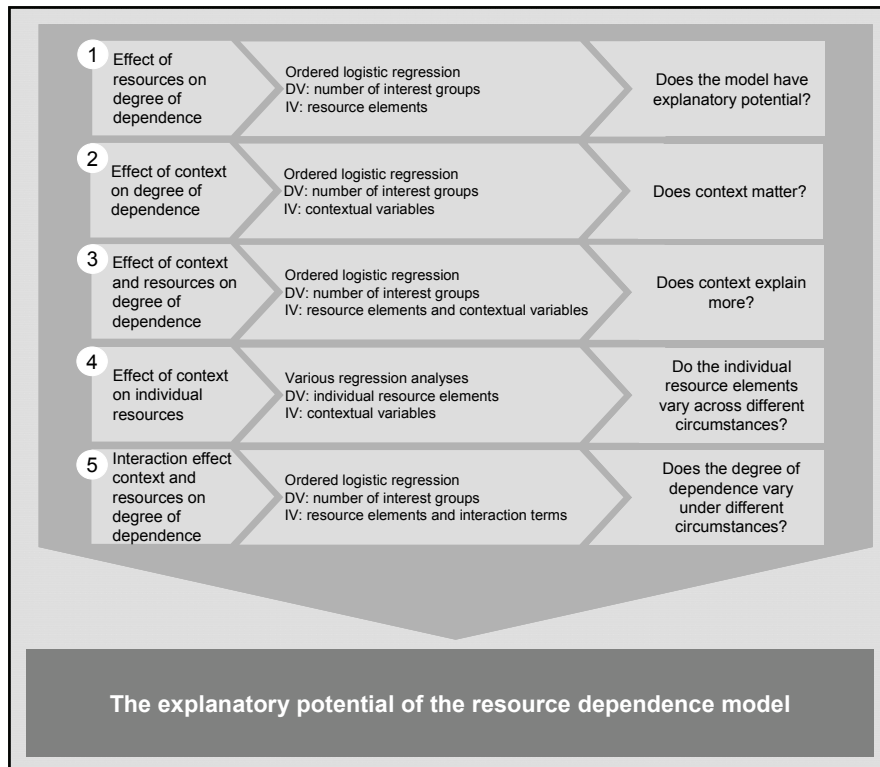 1
Effect of
resources on
degree of
dependence
Ordered logistic regression
DV: number of interest groups
IV: resource elements
Does the model have
explanatory potential?
2
Effect of context
on degree of
dependence
Ordered logistic regression
DV: number of interest groups
IV: contextual variables
Does context matter?
3
Effect of context
and resources on
degree of
dependence
Ordered logistic regression
DV: number of interest groups
IV: resource elements and contextual variables
Does context explain
more?
4
Effect of context
on individual
resources
Various regression analyses
DV: individual resource elements
IV: contextual variables
Do the individual
resource elements
vary across different
circumstances?
5
Interaction effect
context and
resources on
degree of
dependence
Ordered logistic regression
DV: number of interest groups
IV: resource elements and interaction terms
Does the degree of
dependence vary
under different
circumstances?
The explanatory potential of the resource dependence model